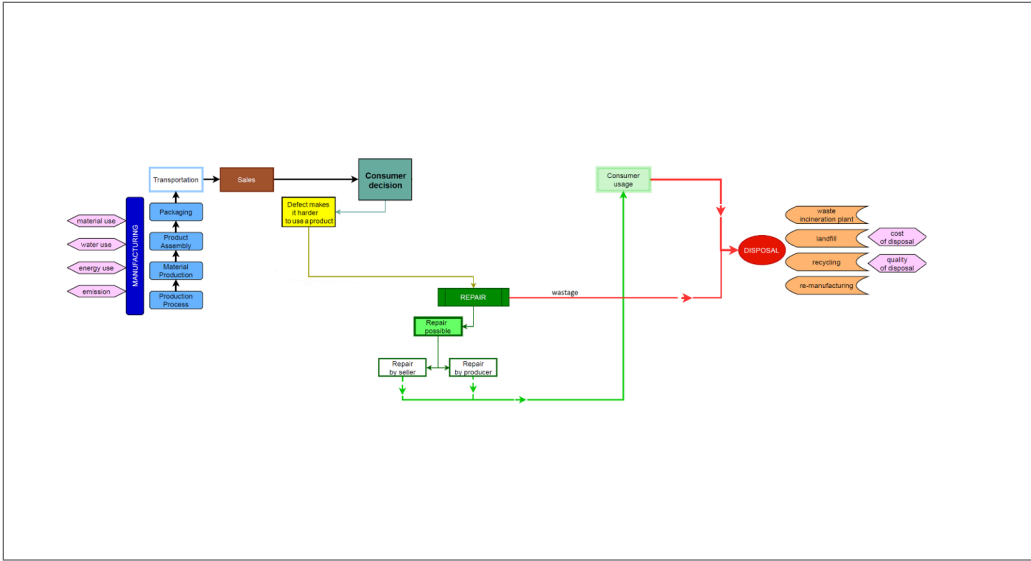 Transportation
Sales
Consumer
decision
Consumer
usage
Defect makes
it harder
to use a product
MANUFACTURING
material use
water use
energy use
emission
Packaging
Product
Assembly
Material
Production
Production
Process
REPAIR
wastage
Repair
possible
Repair
by seller
Repair
by producer
DISPOSAL
waste
incineration plant
landfill
recycling
re-manufacturing
cost
of disposal
quality
of disposal